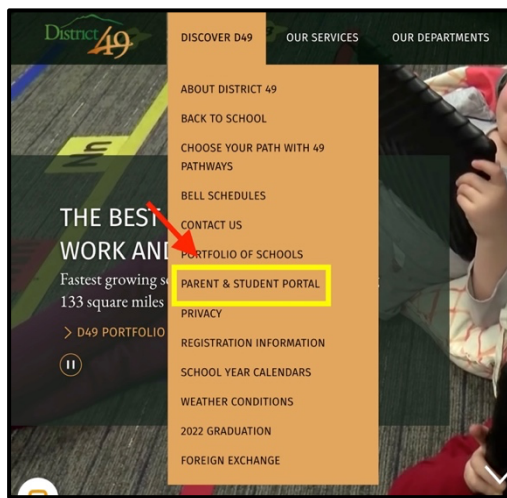 District 49
DISCOVER D49
OUR SERVICES
OUR DEPARTMENTS
ABOUT DISTRICT 49
BACK TO SCHOOL
CHOOSE YOUR PATH WITH 49
PATHWAYS
BELL SCHEDULES
CONTACT US
PORTFOLIO OF SCHOOLS
PARENT & STUDENT PORTAL
PRIVACY
REGISTRATION INFORMATION
SCHOOL YEAR CALENDARS
WEATHER CONDITIONS
2022 GRADUATION
FOREIGN EXCHANGE
THE BEST
WORK AN
Fastest growing
133 square miles
> D49 PORTFOLIO